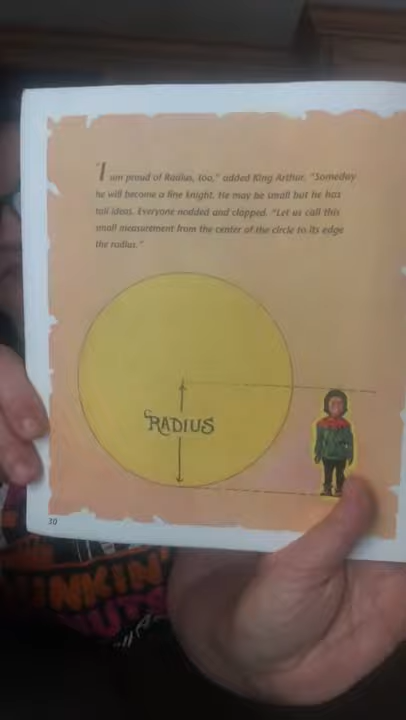 "I am proud of Radius, too," added King Arthur. "Someday
he will become a fine knight. He may be small but he has
tall ideas. Everyone nodded and clapped. "Let us call this
small measurement from the center of the circle to its edge
the radius."
RADIUS
30